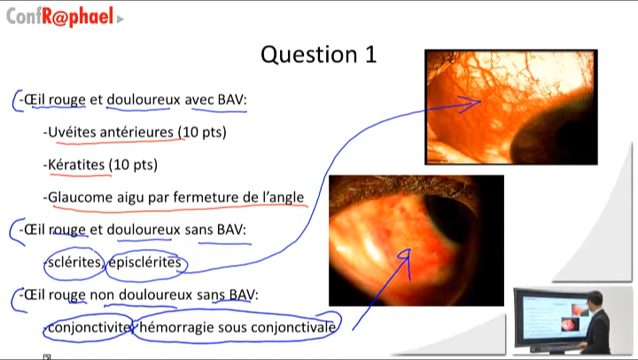 ConfR@phael
Question 1
-Œil rouge et douloureux avec BAV:
-Uvéites antérieures (10 pts)
-Kératites (10 pts)
-Glaucome aigu par fermeture de l'angle
-Œil rouge et douloureux sans BAV:
-sclérites, épisclérites
-Œil rouge non douloureux sans BAV:
-conjonctivite, hémorragie sous conjonctivale